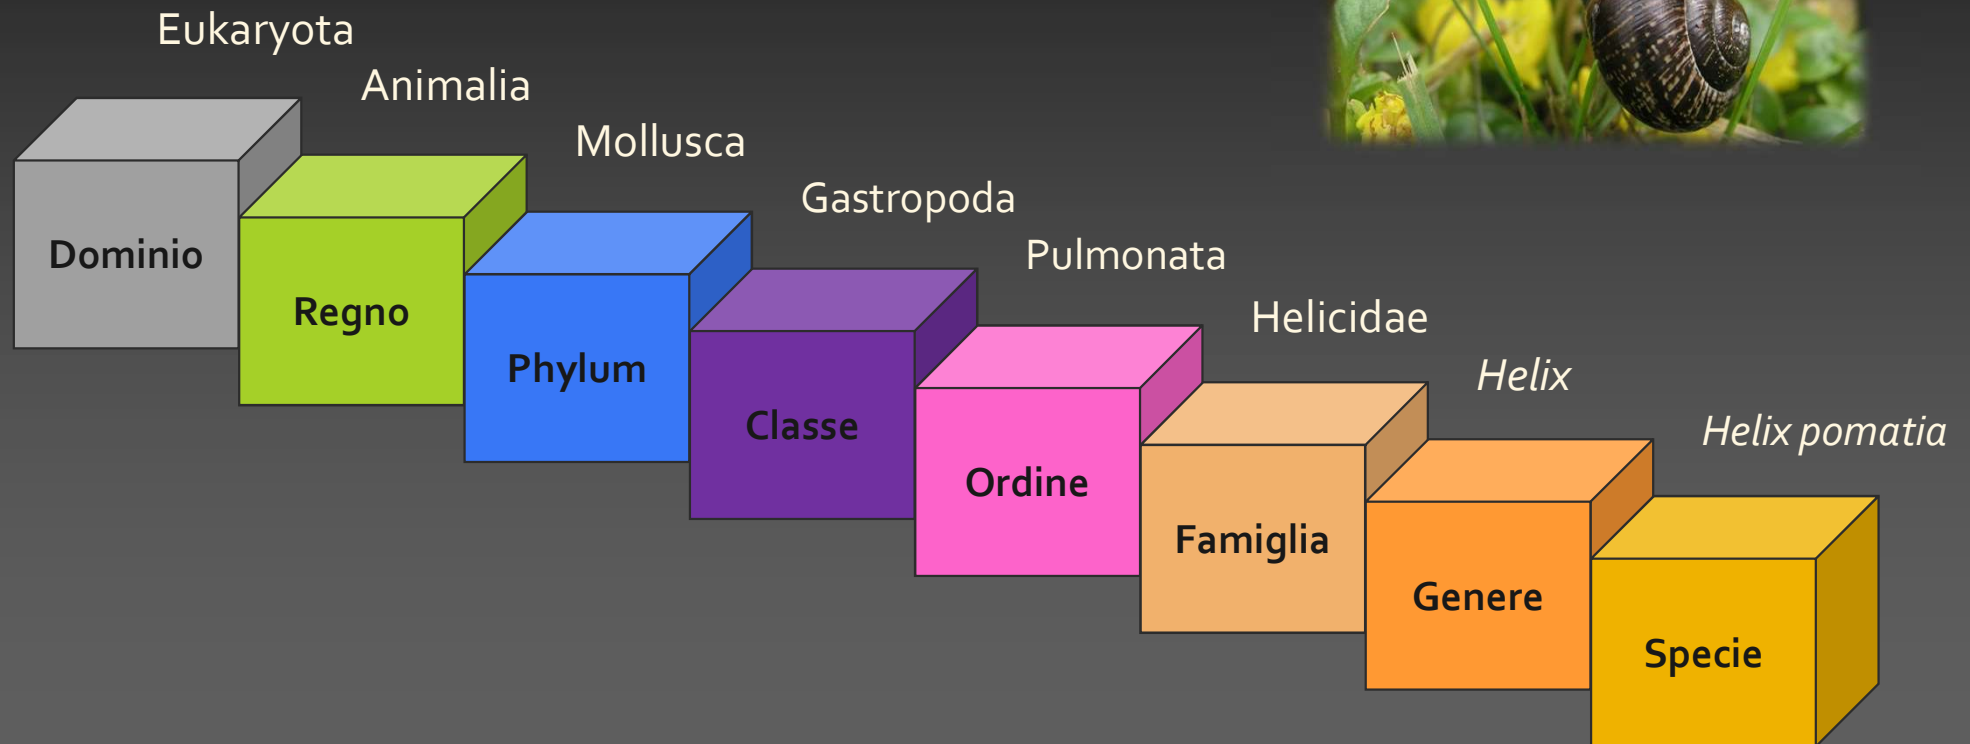 Eukaryota
Animalia
Mollusca
Gastropoda
Pulmonata
Helicidae
Helix
Helix pomatia
Dominio
Regno
Phylum
Classe
Ordine
Famiglia
Genere
Specie